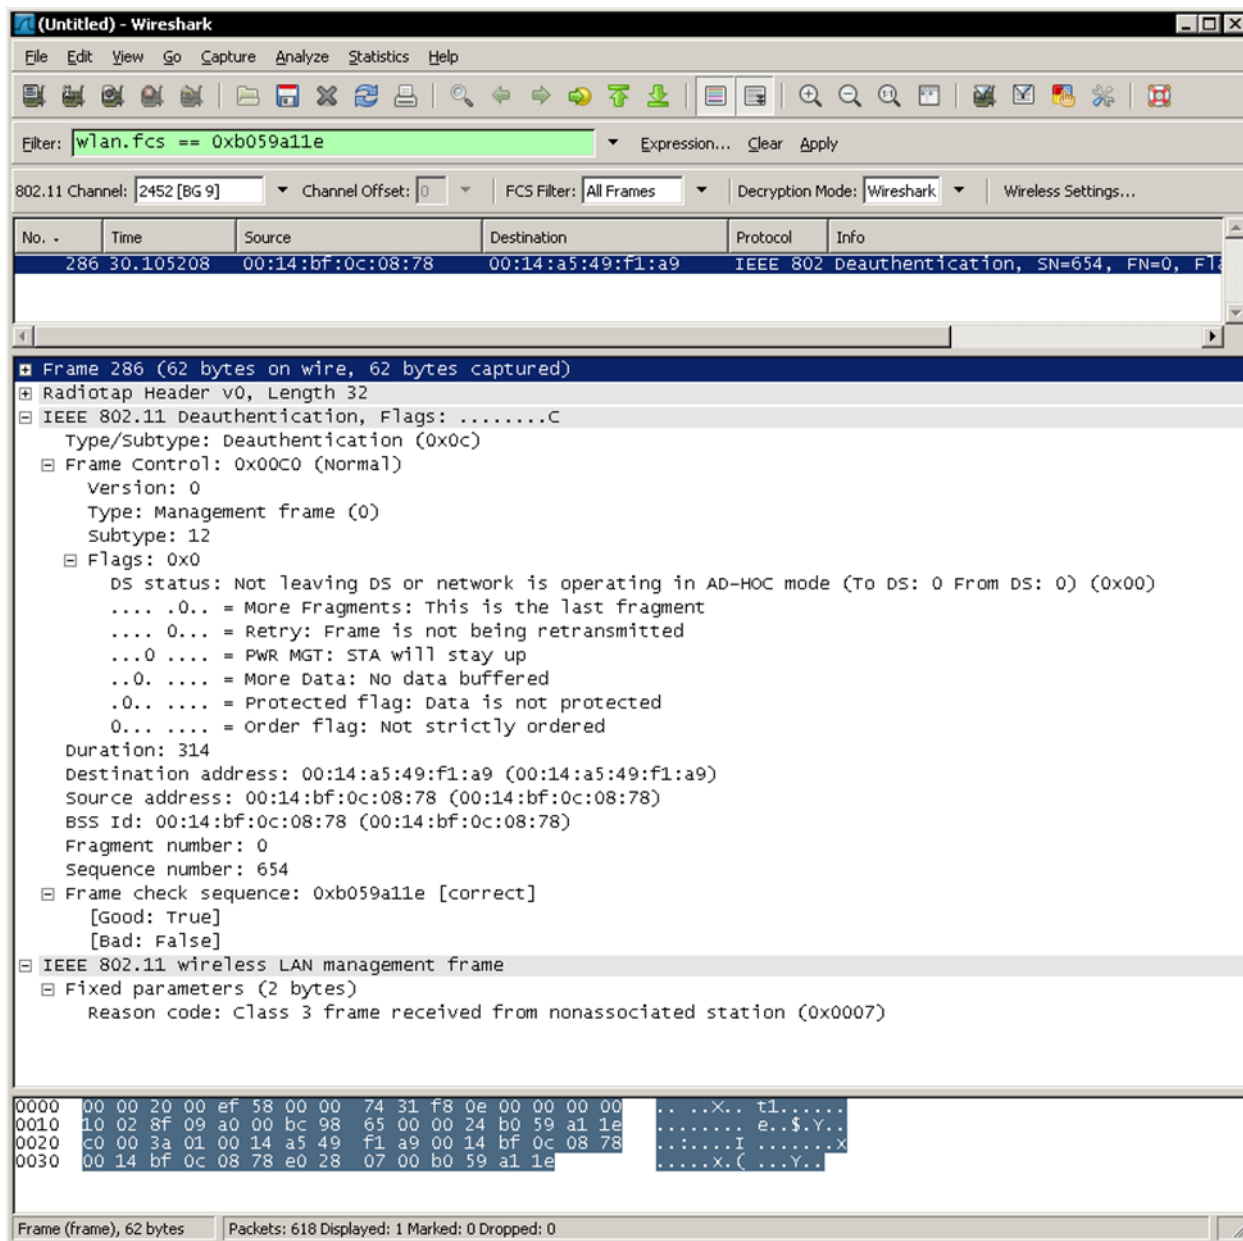 (Untitled) - Wireshark
File Edit View Go Capture Analyze Statistics Help
Filter: wlan.fcs == 0xb059a11e Expression... Clear Apply
802.11 Channel: 2452 [BG 9] Channel Offset: 0 FCS Filter: All Frames Decryption Mode: Wireshark Wireless Settings...
No. - Time Source Destination Protocol Info
286 30.105208 00:14:bf:0c:08:78 00:14:a5:49:f1:a9 IEEE 802 Deauthentication, SN=654, FN=0, Fla
Frame 286 (62 bytes on wire, 62 bytes captured)
Radiotap Header v0, Length 32
IEEE 802.11 Deauthentication, Flags: ........C
Type/Subtype: Deauthentication (0x0c)
Frame Control: 0x00C0 (Normal)
Version: 0
Type: Management frame (0)
Subtype: 12
Flags: 0x0
DS status: Not leaving DS or network is operating in AD-HOC mode (To DS: 0 From DS: 0) (0x00)
.... .0.. = More Fragments: This is the last fragment
.... 0... = Retry: Frame is not being retransmitted
...0 .... = PWR MGT: STA will stay up
..0. .... = More Data: No data buffered
.0.. .... = Protected flag: Data is not protected
0... .... = Order flag: Not strictly ordered
Duration: 314
Destination address: 00:14:a5:49:f1:a9 (00:14:a5:49:f1:a9)
Source address: 00:14:bf:0c:08:78 (00:14:bf:0c:08:78)
BSS Id: 00:14:bf:0c:08:78 (00:14:bf:0c:08:78)
Fragment number: 0
Sequence number: 654
Frame check sequence: 0xb059a11e [correct]
[Good: True]
[Bad: False]
IEEE 802.11 wireless LAN management frame
Fixed parameters (2 bytes)
Reason code: Class 3 frame received from nonassociated station (0x0007)
0000 00 00 20 00 ef 58 00 00 74 31 f8 0e 00 00 00 00 .. ..X.. t1......
0010 10 02 8f 09 a0 00 bc 98 65 00 00 24 b0 59 a1 1e ........ e..$.Y..
0020 c0 00 3a 01 00 14 a5 49 f1 a9 00 14 bf 0c 08 78 ..:....I .......x
0030 00 14 bf 0c 08 78 e0 28 07 00 b0 59 a1 1e .....x.( ...Y..
Frame (frame), 62 bytes Packets: 618 Displayed: 1 Marked: 0 Dropped: 0